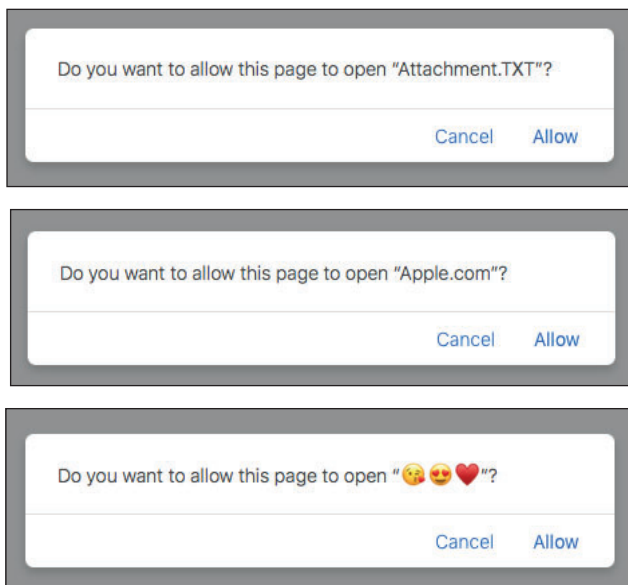 Do you want to allow this page to open “Attachment.TXT”?
Cancel Allow
Do you want to allow this page to open “Apple.com”?
Cancel Allow
Do you want to allow this page to open “😘😍❤️”?
Cancel Allow